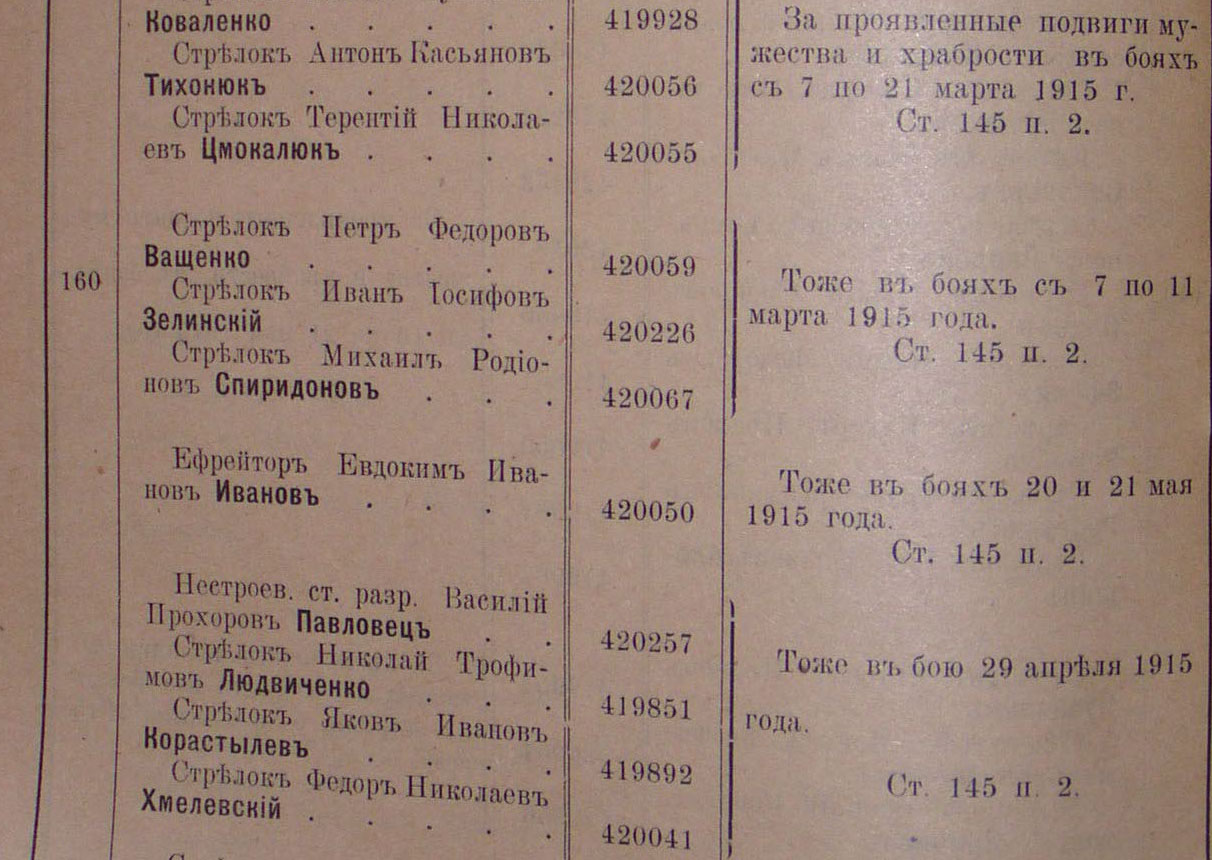 Коваленко . . . . .
Стрѣлокъ Антонъ Касьяновъ
Тихонюкъ . . . . .
Стрѣлокъ Терентій Никола-
евъ Цмокалюкъ . . . .
419928
420056
420055
За проявленные подвиги му-
жества и храбрости въ бояхъ
съ 7 по 21 марта 1915 г.
Ст. 145 п. 2.
160
Стрѣлокъ Петръ Федоровъ
Ващенко . . . . .
Стрѣлокъ Иванъ Іосифовъ
Зелинскій . . . . .
Стрѣлокъ Михаилъ Родіо-
новъ Спиридоновъ . . .
420059
420226
420067
Тоже въ бояхъ съ 7 по 11
марта 1915 года.
Ст. 145 п. 2.
Ефрейторъ Евдокимъ Ива-
новъ Ивановъ . . . .
420050
Тоже въ бояхъ 20 и 21 мая
1915 года.
Ст. 145 п. 2.
Нестроев. ст. разр. Василій
Прохоровъ Павловецъ . .
Стрѣлокъ Николай Трофи-
мовъ Людвиченко . . .
Стрѣлокъ Яковъ Ивановъ
Корастылевъ . . . .
Стрѣлокъ Федоръ Николаевъ
Хмелевскій . . . . .
420257
419851
419892
420041
Тоже въ бою 29 апрѣля 1915
года.
Ст. 145 п. 2.